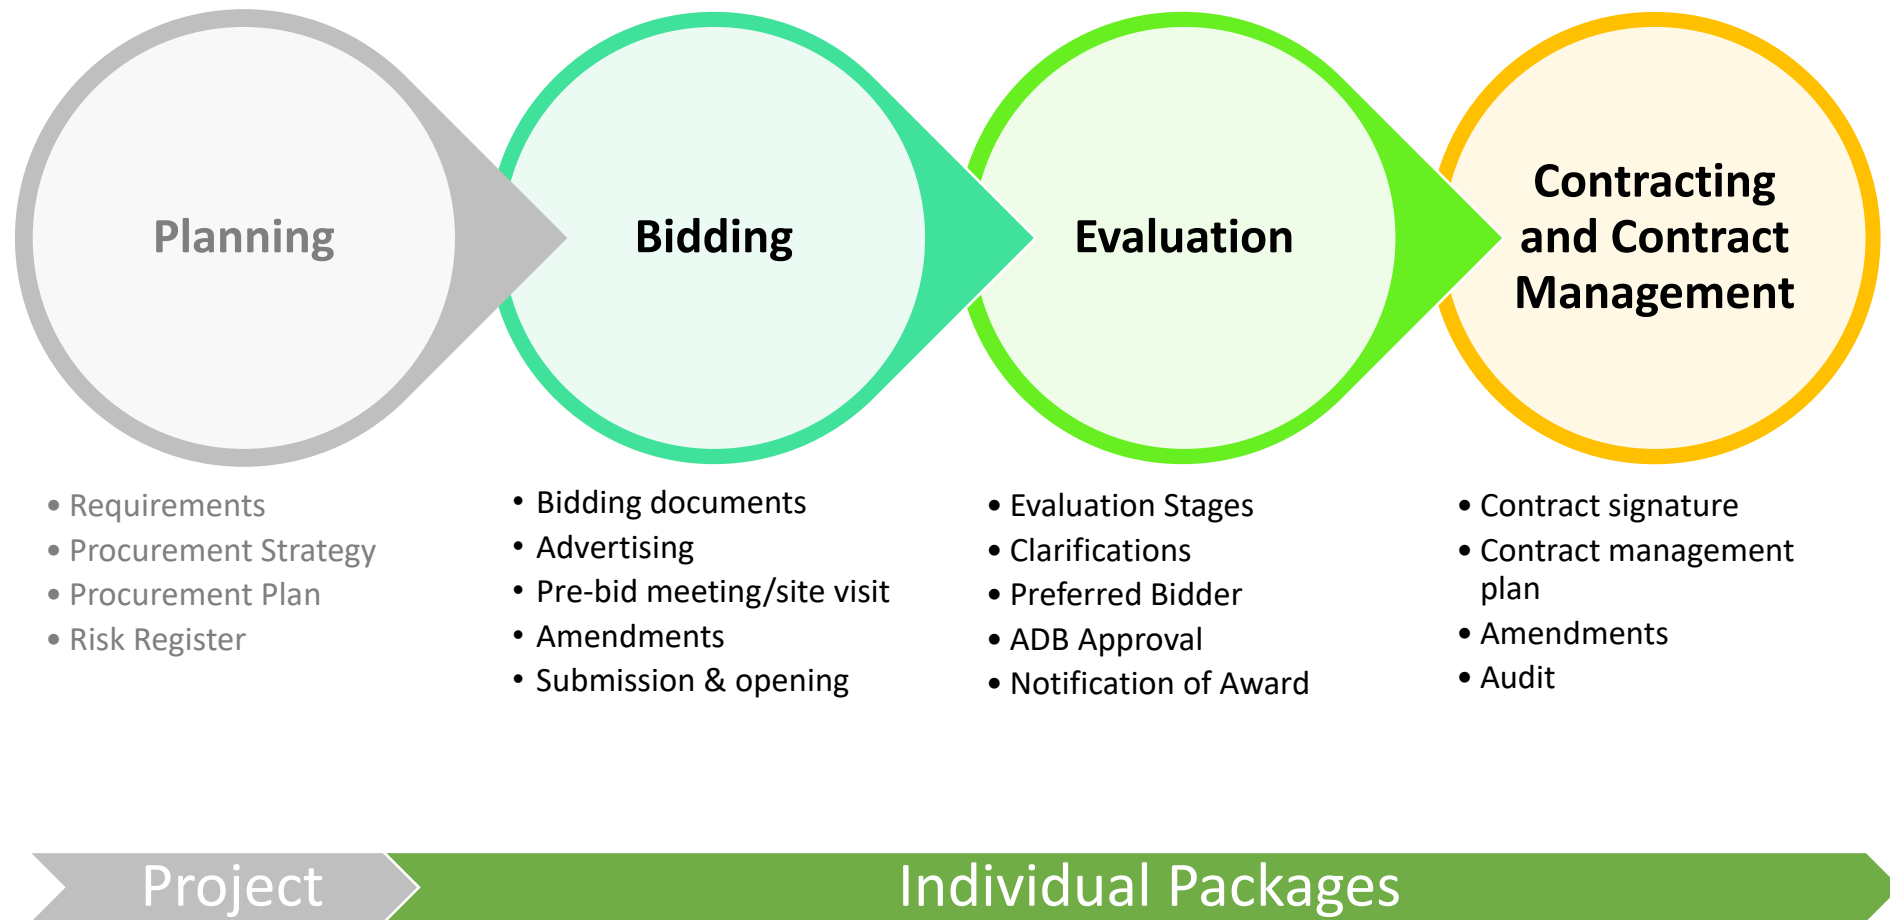 Planning
Bidding
Evaluation
Contracting
and Contract
Management
• Requirements
• Procurement Strategy
• Procurement Plan
• Risk Register
• Bidding documents
• Advertising
• Pre-bid meeting/site visit
• Amendments
• Submission & opening
• Evaluation Stages
• Clarifications
• Preferred Bidder
• ADB Approval
• Notification of Award
• Contract signature
• Contract management
plan
• Amendments
• Audit
Project
Individual Packages